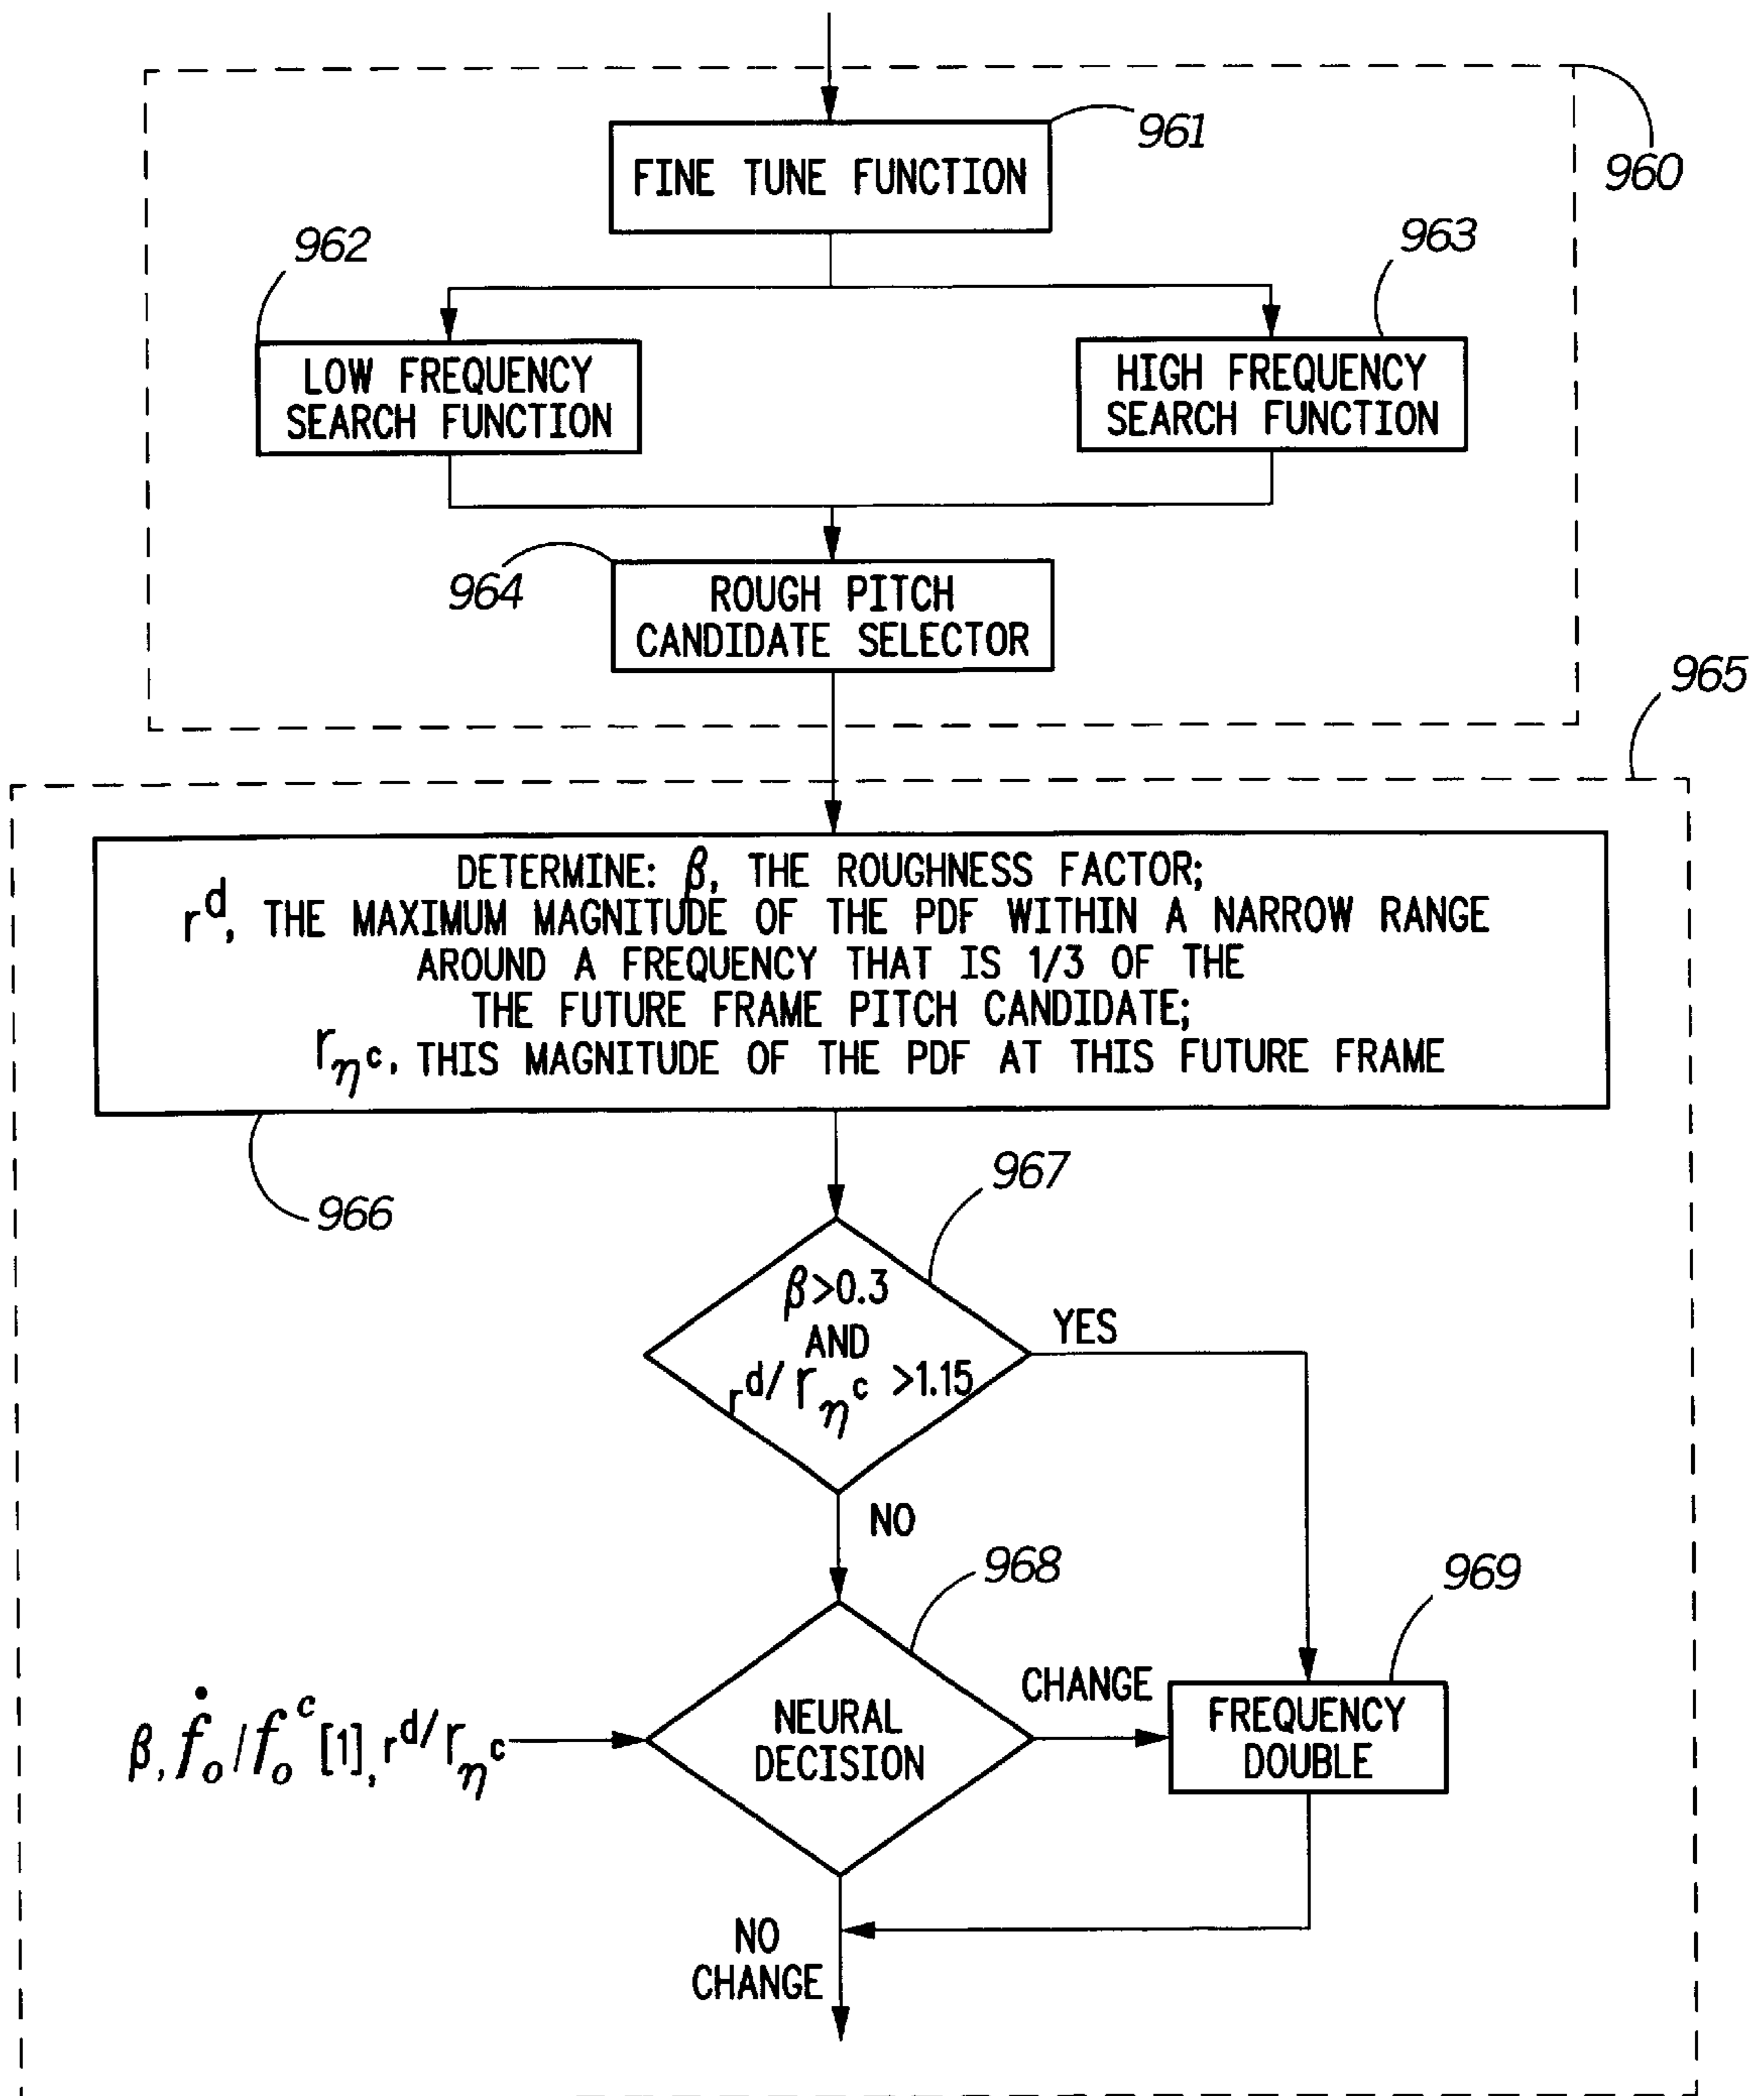 961
FINE TUNE FUNCTION
960
962
963
LOW FREQUENCY
SEARCH FUNCTION
HIGH FREQUENCY
SEARCH FUNCTION
964
ROUGH PITCH
CANDIDATE SELECTOR
965
DETERMINE: β, THE ROUGHNESS FACTOR;
r^d, THE MAXIMUM MAGNITUDE OF THE PDF WITHIN A NARROW RANGE
AROUND A FREQUENCY THAT IS 1/3 OF THE
THE FUTURE FRAME PITCH CANDIDATE;
r_η^c, THIS MAGNITUDE OF THE PDF AT THIS FUTURE FRAME
966
967
β>0.3
AND
r^d/r_η^c >1.15
YES
NO
968
969
CHANGE
NEURAL
DECISION
FREQUENCY
DOUBLE
β, ḟ_o/f_o^c [1], r^d/r_η^c
NO
CHANGE